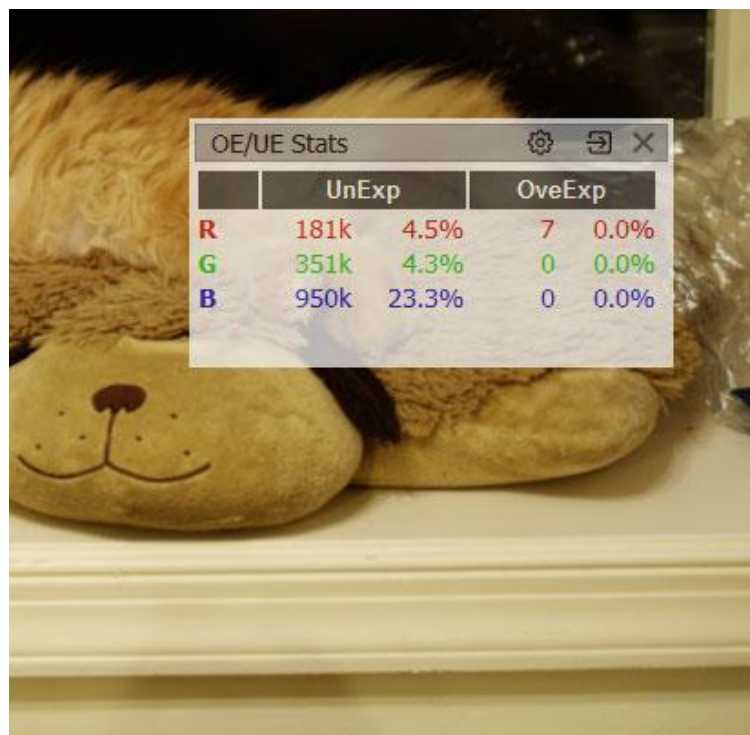 OE/UE Stats
UnExp OveExp
R 181k 4.5% 7 0.0%
G 351k 4.3% 0 0.0%
B 950k 23.3% 0 0.0%